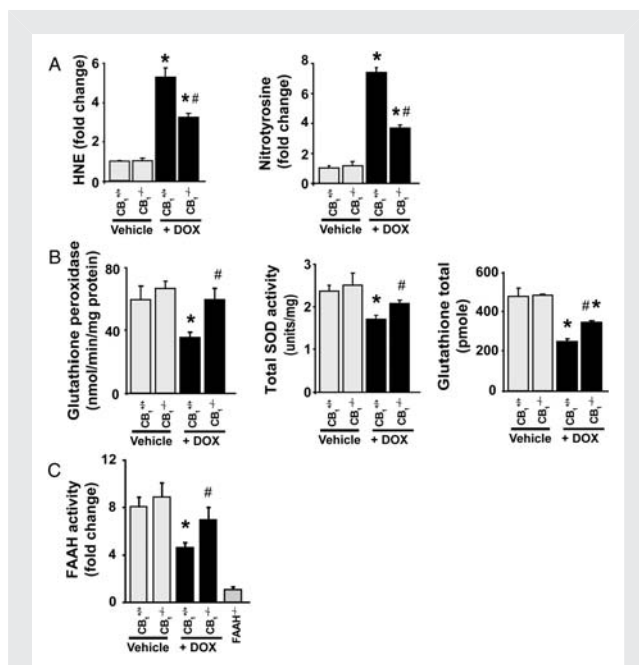 A
HNE (fold change)
6
4
2
0
*
*#
CB₁ +/+
CB₁ -/-
CB₁ +/+
CB₁ -/-
Vehicle
+ DOX
Nitrotyrosine
(fold change)
8
6
4
2
0
*
*#
CB₁ +/+
CB₁ -/-
CB₁ +/+
CB₁ -/-
Vehicle
+ DOX
B
Glutathione peroxidase
(nmol/min/mg protein)
80
60
40
0
*
#
CB₁ +/+
CB₁ -/-
CB₁ +/+
CB₁ -/-
Vehicle
+ DOX
Total SOD activity
(units/mg)
3
2
1
0
*
#
CB₁ +/+
CB₁ -/-
CB₁ +/+
CB₁ -/-
Vehicle
+ DOX
Glutathione total
(pmole)
600
400
200
0
*
#*
CB₁ +/+
CB₁ -/-
CB₁ +/+
CB₁ -/-
Vehicle
+ DOX
C
FAAH activity
(fold change)
12
8
4
0
*
#
CB₁ +/+
CB₁ -/-
CB₁ +/+
CB₁ -/-
FAAH -/-
Vehicle
+ DOX